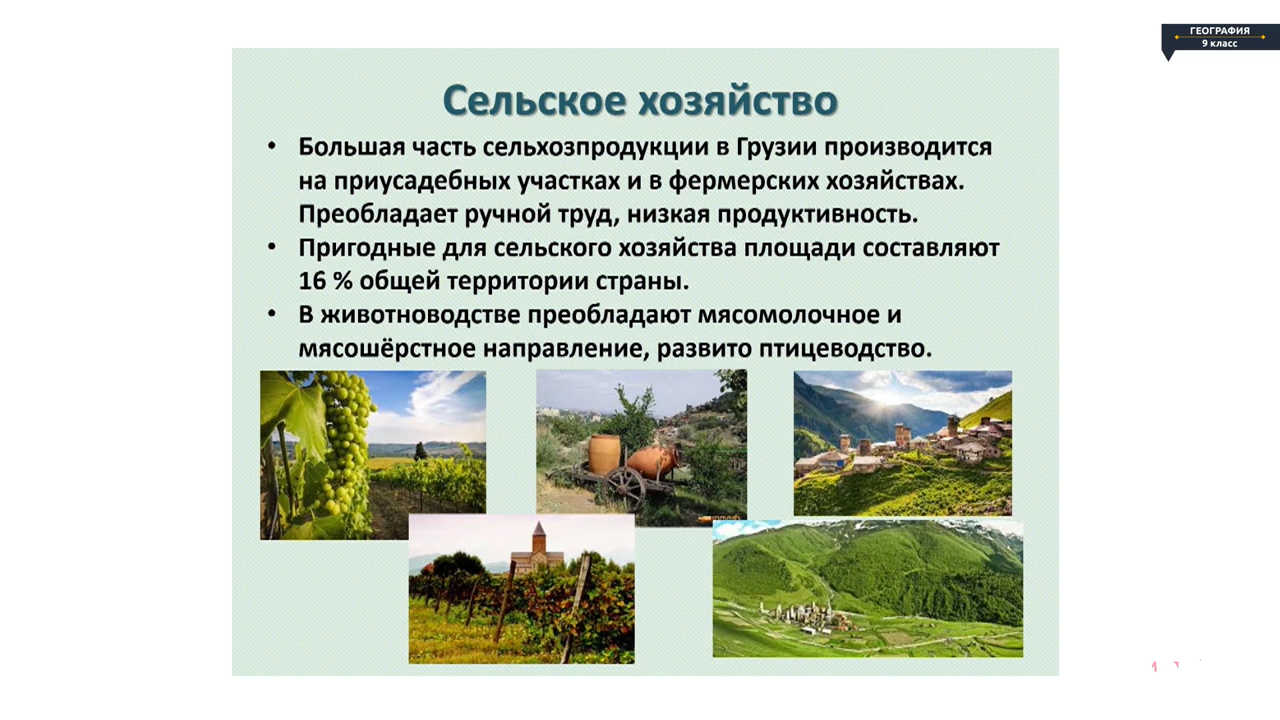 ГЕОГРАФИЯ
9 класс
Сельское хозяйство
• Большая часть сельхозпродукции в Грузии производится
на приусадебных участках и в фермерских хозяйствах.
Преобладает ручной труд, низкая продуктивность.
• Пригодные для сельского хозяйства площади составляют
16 % общей территории страны.
• В животноводстве преобладают мясомолочное и
мясошёрстное направление, развито птицеводство.